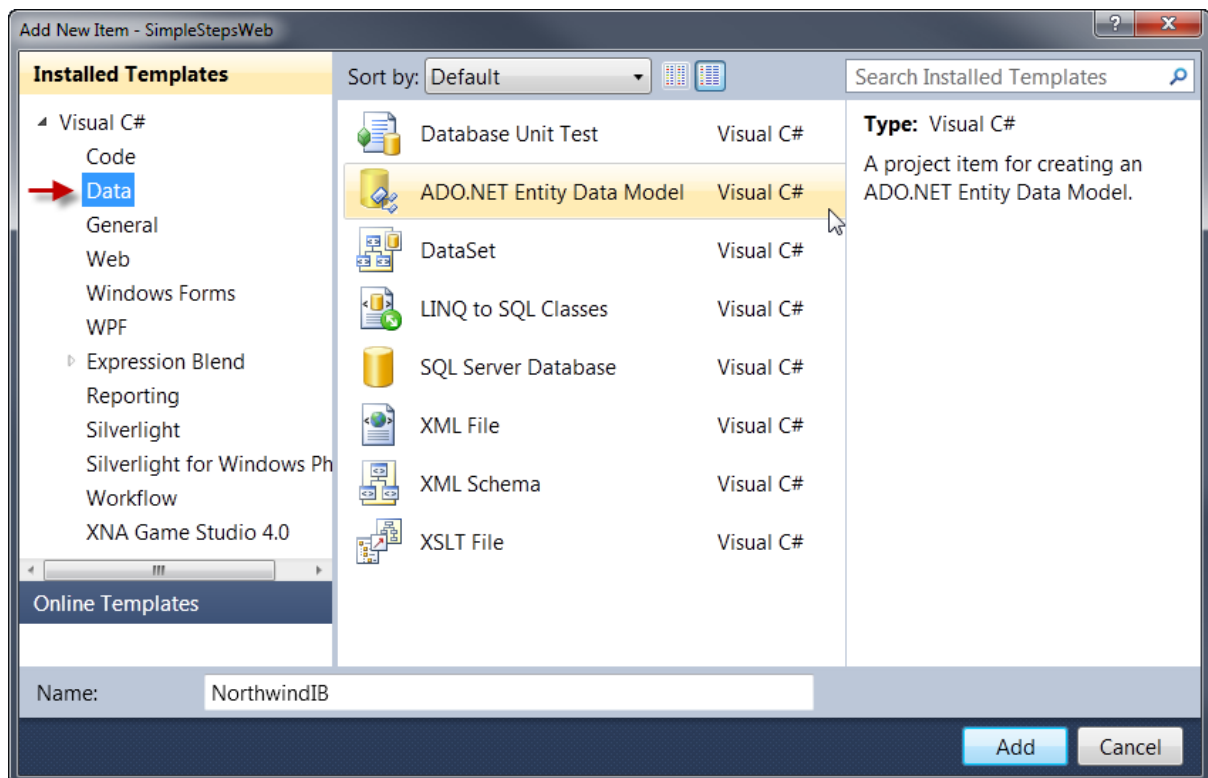 Add New Item - SimpleStepsWeb
Installed Templates
Sort by: Default
Search Installed Templates
Visual C#
Code
Data
General
Web
Windows Forms
WPF
Expression Blend
Reporting
Silverlight
Silverlight for Windows Ph
Workflow
XNA Game Studio 4.0
Online Templates
Database Unit Test Visual C#
ADO.NET Entity Data Model Visual C#
DataSet Visual C#
LINQ to SQL Classes Visual C#
SQL Server Database Visual C#
XML File Visual C#
XML Schema Visual C#
XSLT File Visual C#
Type: Visual C#
A project item for creating an
ADO.NET Entity Data Model.
Name: NorthwindIB
Add Cancel